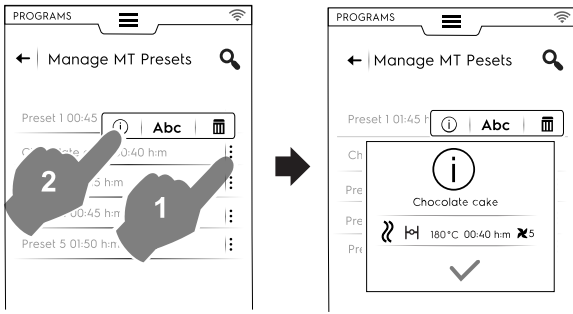 PROGRAMS
Manage MT Presets
Preset 1 00:45
i Abc
0:40 h:m
2
5 h:m
1
00:45 h:m
Preset 5 01:50 h:m
PROGRAMS
Manage MT Pesets
Preset 1 01:45 h
i Abc
Ch
i
Chocolate cake
Pre
180°C 00:40 h:m 5
Pre
Pre